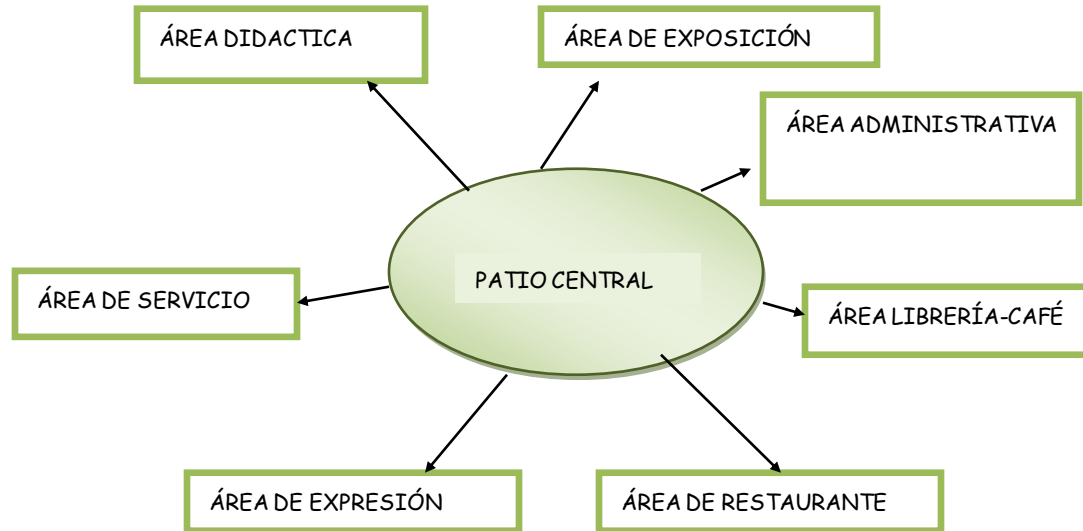 ÁREA DIDACTICA
ÁREA DE EXPOSICIÓN
ÁREA ADMINISTRATIVA
PATIO CENTRAL
ÁREA DE SERVICIO
ÁREA LIBRERÍA-CAFÉ
ÁREA DE EXPRESIÓN
ÁREA DE RESTAURANTE